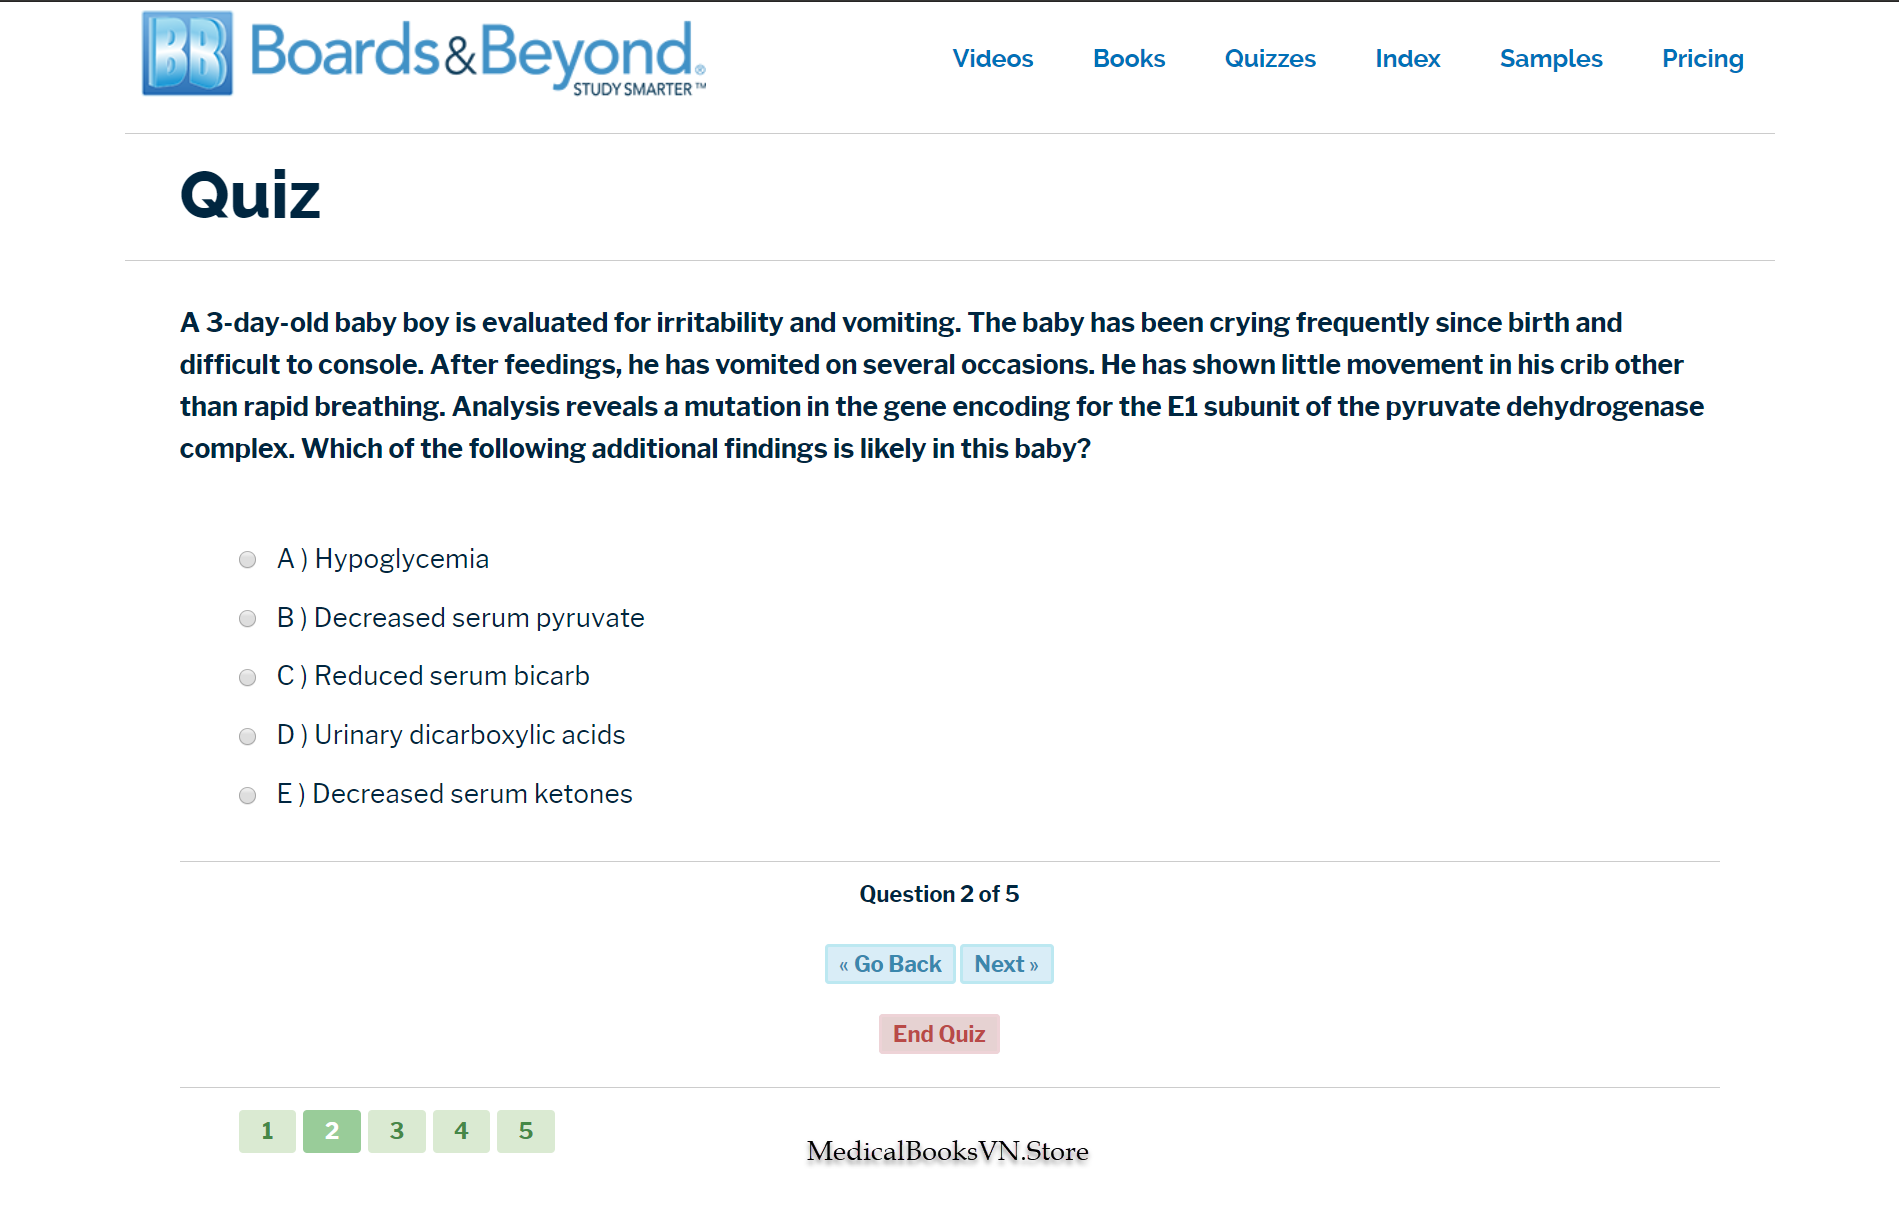 BB Boards&Beyond®
STUDY SMARTER™
Videos Books Quizzes Index Samples Pricing
Quiz
A 3-day-old baby boy is evaluated for irritability and vomiting. The baby has been crying frequently since birth and
difficult to console. After feedings, he has vomited on several occasions. He has shown little movement in his crib other
than rapid breathing. Analysis reveals a mutation in the gene encoding for the E1 subunit of the pyruvate dehydrogenase
complex. Which of the following additional findings is likely in this baby?
A ) Hypoglycemia
B ) Decreased serum pyruvate
C ) Reduced serum bicarb
D ) Urinary dicarboxylic acids
E ) Decreased serum ketones
Question 2 of 5
« Go Back Next »
End Quiz
1 2 3 4 5
MedicalBooksVN.Store